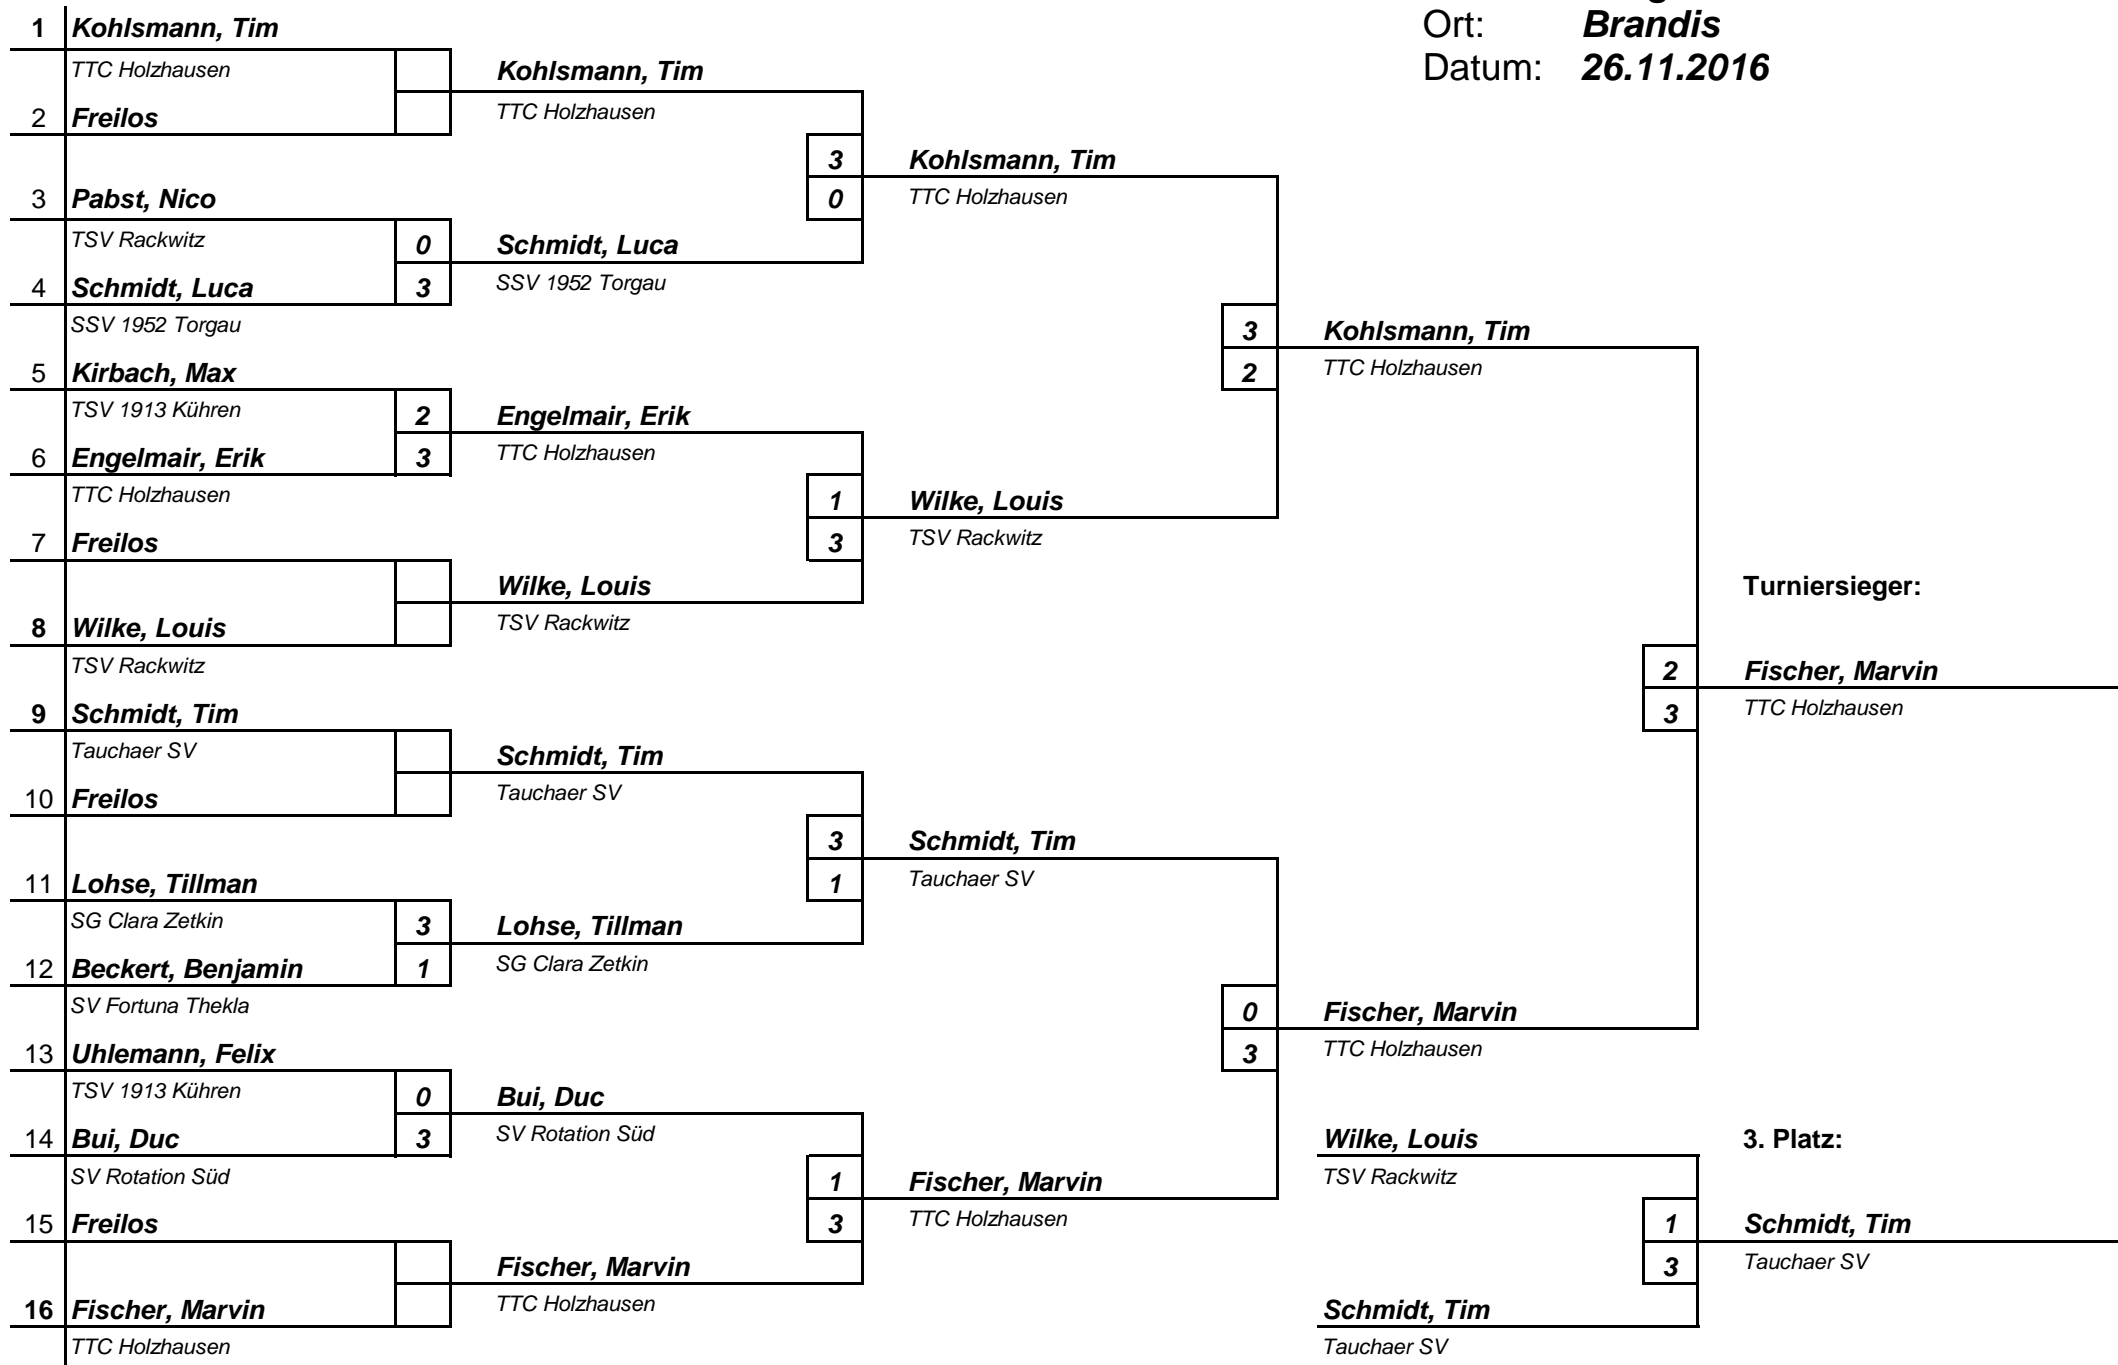 Ort: Brandis
Datum: 26.11.2016
1 Kohlsmann, Tim
TTC Holzhausen
2 Freilos
3 Pabst, Nico
TSV Rackwitz
0
4 Schmidt, Luca
3
SSV 1952 Torgau
5 Kirbach, Max
TSV 1913 Kühren
2
6 Engelmair, Erik
3
TTC Holzhausen
7 Freilos
8 Wilke, Louis
TSV Rackwitz
9 Schmidt, Tim
Tauchaer SV
10 Freilos
11 Lohse, Tillman
SG Clara Zetkin
3
12 Beckert, Benjamin
1
SV Fortuna Thekla
13 Uhlemann, Felix
TSV 1913 Kühren
0
14 Bui, Duc
3
SV Rotation Süd
15 Freilos
16 Fischer, Marvin
TTC Holzhausen
Kohlsmann, Tim
TTC Holzhausen
3
0
Schmidt, Luca
SSV 1952 Torgau
Engelmair, Erik
TTC Holzhausen
1
3
Wilke, Louis
TSV Rackwitz
Schmidt, Tim
Tauchaer SV
3
1
Lohse, Tillman
SG Clara Zetkin
Bui, Duc
SV Rotation Süd
1
3
Fischer, Marvin
TTC Holzhausen
Kohlsmann, Tim
TTC Holzhausen
3
2
Wilke, Louis
TSV Rackwitz
Schmidt, Tim
Tauchaer SV
0
3
Fischer, Marvin
TTC Holzhausen
Kohlsmann, Tim
TTC Holzhausen
2
3
Fischer, Marvin
TTC Holzhausen
Turniersieger:
Fischer, Marvin
TTC Holzhausen
Wilke, Louis
TSV Rackwitz
1
3
Schmidt, Tim
Tauchaer SV
3. Platz:
Schmidt, Tim
Tauchaer SV